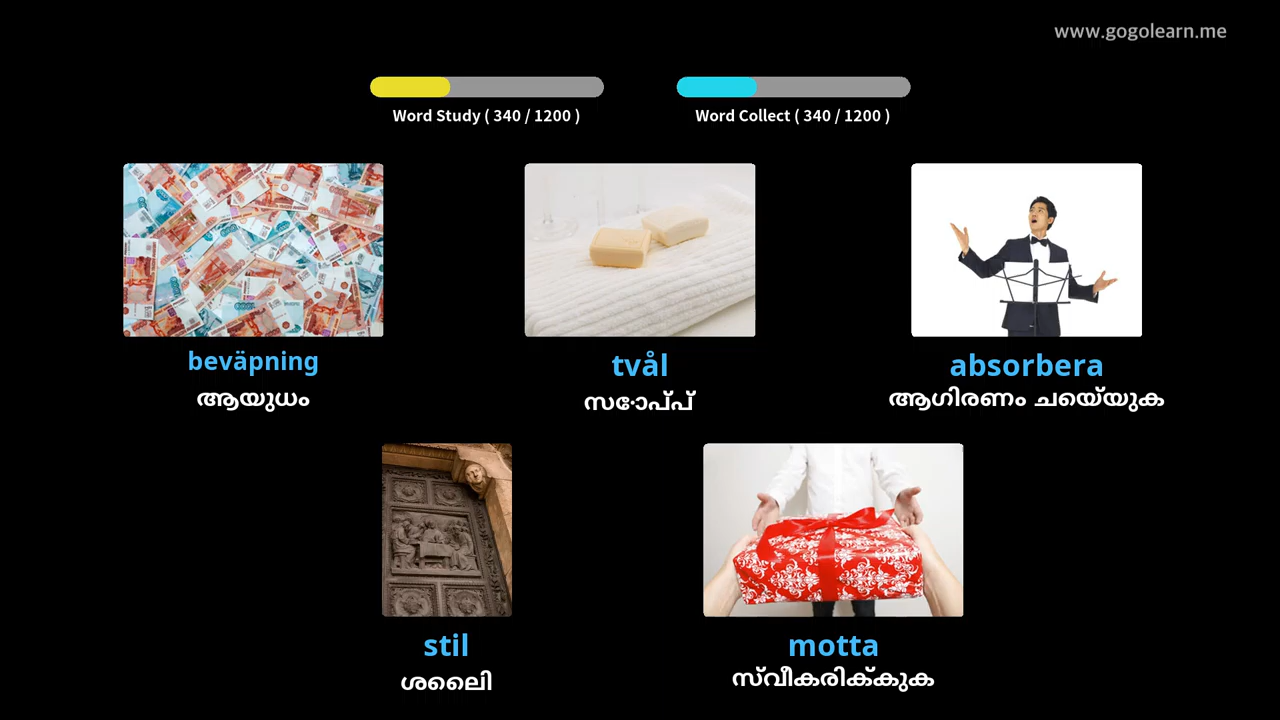 www.gogolearn.me
Word Study ( 340 / 1200 )
Word Collect ( 340 / 1200 )
beväpning
ആയുധം
tvål
സോപ്പ്
absorbera
ആഗിരണം ചെയ്യുക
stil
ശൈലി
motta
സ്വീകരിക്കുക